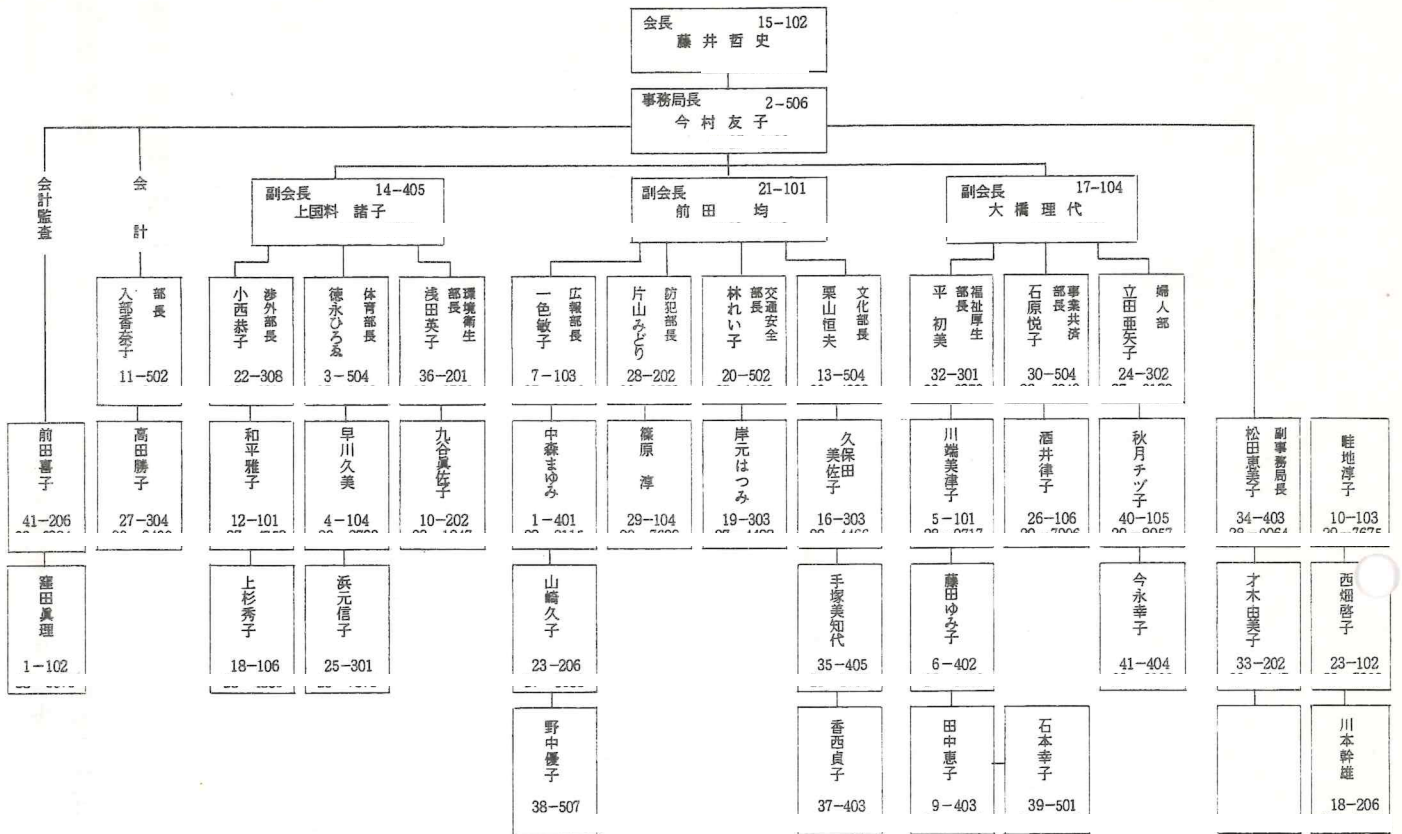 会長 15-102
藤井哲史
事務局長 2-506
今村友子
会計監査
会計
副会長 14-405
上国料 諸子
副会長 21-101
前田 均
副会長 17-104
大橋理代
部長
入部香奈子
11-502
渉外部長
小西恭子
22-308
体育部長
徳永ひろゑ
3-504
環境衛生部長
浅田英子
36-201
広報部長
一色敏子
7-103
防犯部長
片山みどり
28-202
交通安全部長
林れい子
20-502
文化部長
栗山恒夫
13-504
福祉厚生部長
平 初美
32-301
事業共済部長
石原悦子
30-504
婦人部
立田亜矢子
24-302
前田喜子
41-206
高田勝子
27-304
和平雅子
12-101
早川久美
4-104
九谷眞佐子
10-202
中森まゆみ
1-401
篠原 淳
29-104
岸元はつみ
19-303
久保田美佐子
16-303
川端美津子
5-101
酒井律子
26-106
秋月チヅ子
40-105
副事務局長
松田恵美子
34-403
畦地淳子
10-103
窪田眞理
1-102
上杉秀子
18-106
浜元信子
25-301
山崎久子
23-206
手塚美知代
35-405
藤田ゆみ子
6-402
今永幸子
41-404
才木由美子
33-202
西畑啓子
23-102
野中優子
38-507
香西貞子
37-403
田中恵子
9-403
石本幸子
39-501
川本幹雄
18-206